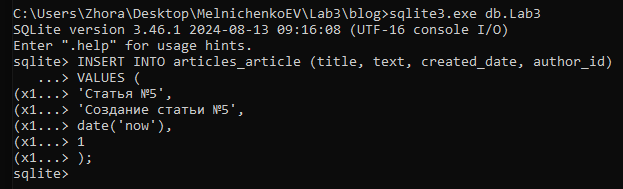 C:\Users\Zhora\Desktop\MelnichenkoEV\Lab3\blog>sqlite3.exe db.Lab3
SQLite version 3.46.1 2024-08-13 09:16:08 (UTF-16 console I/O)
Enter ".help" for usage hints.
sqlite> INSERT INTO articles_article (title, text, created_date, author_id)
   ...> VALUES (
(x1...> 'Статья №5',
(x1...> 'Создание статьи №5',
(x1...> date('now'),
(x1...> 1
(x1...> );
sqlite>